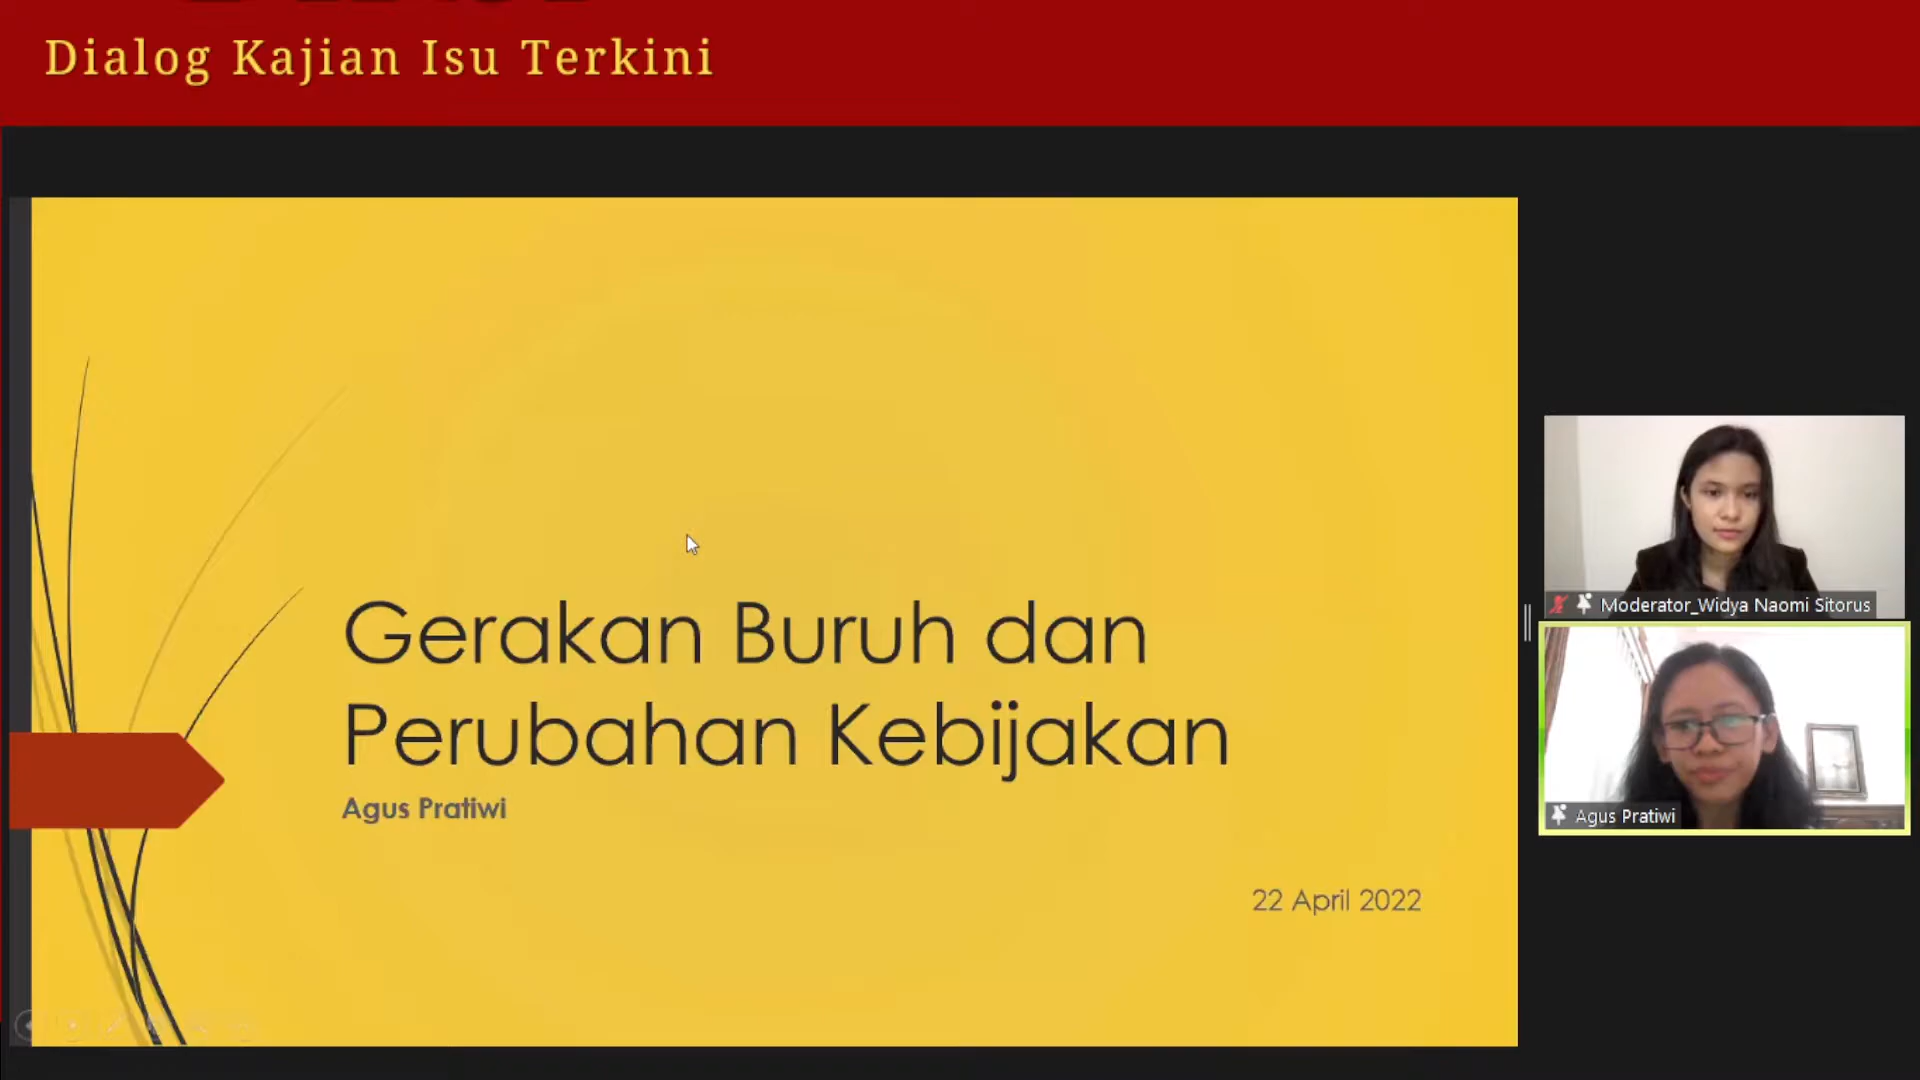 Dialog Kajian Isu Terkini
Gerakan Buruh dan
Perubahan Kebijakan
Agus Pratiwi
22 April 2022
Moderator_Widya Naomi Sitorus
Agus Pratiwi